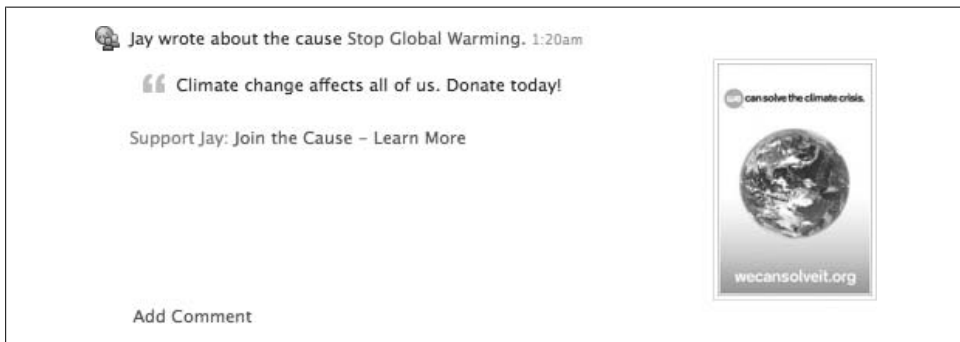 Jay wrote about the cause Stop Global Warming. 1:20am
“ Climate change affects all of us. Donate today!
Support Jay: Join the Cause – Learn More
we can solve the climate crisis.
wecansolveit.org
Add Comment